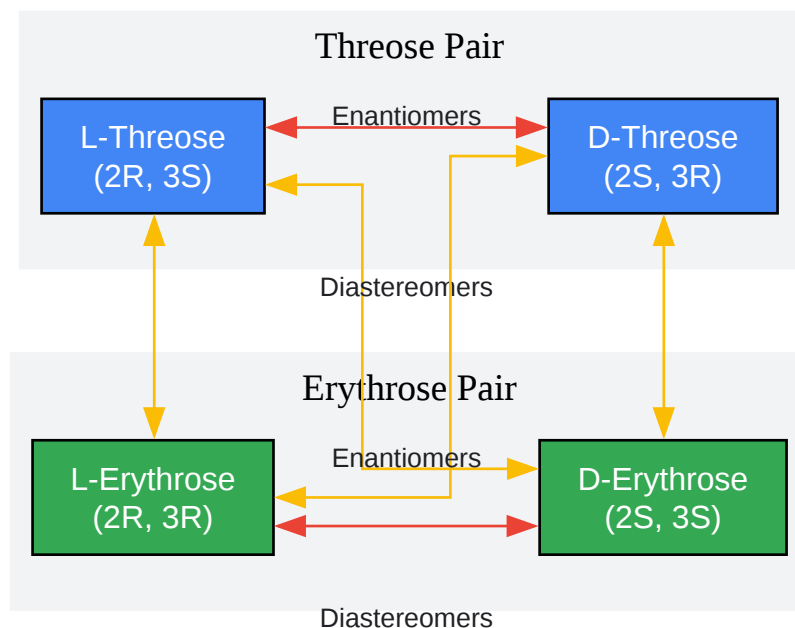 Threose Pair
Enantiomers
L-Threose
(2R, 3S)
D-Threose
(2S, 3R)
Diastereomers
Erythrose Pair
Enantiomers
L-Erythrose
(2R, 3R)
D-Erythrose
(2S, 3S)
Diastereomers